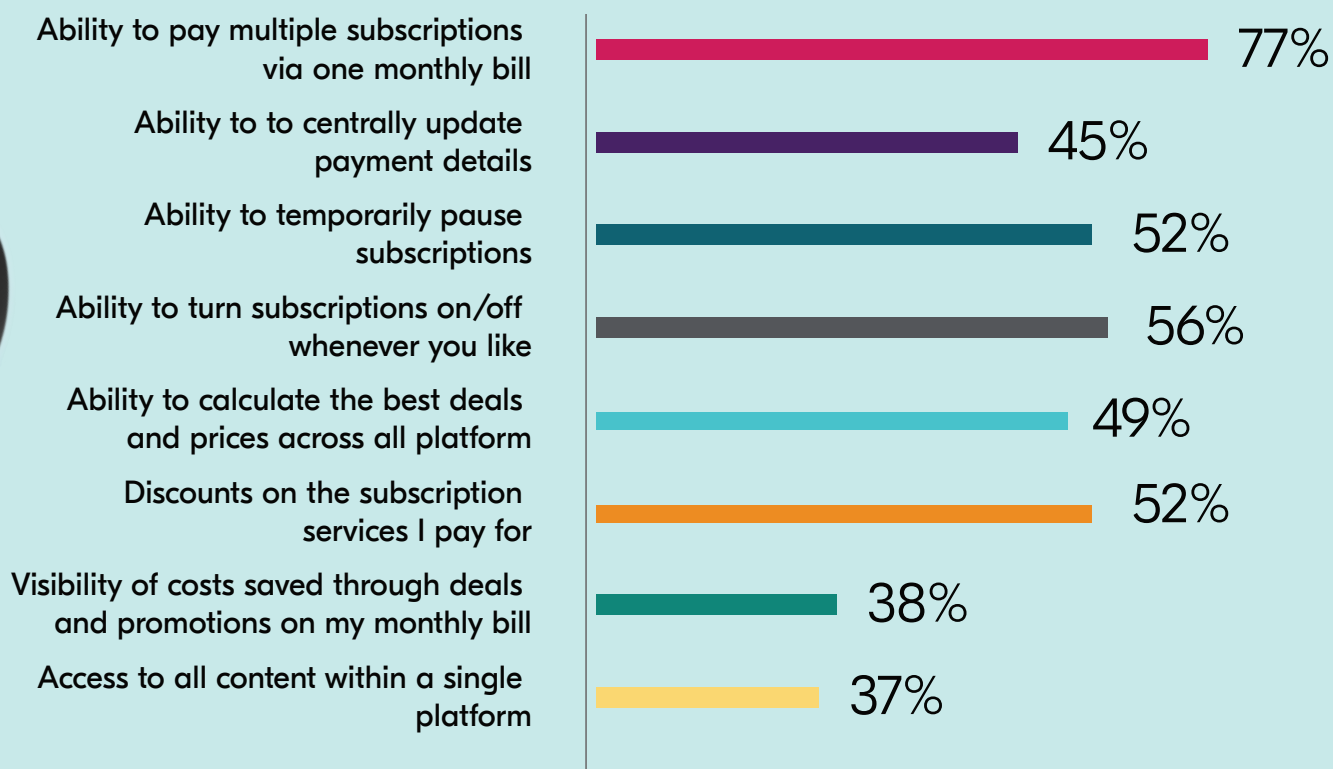 Ability to pay multiple subscriptions
via one monthly bill
77%
Ability to to centrally update
payment details
45%
Ability to temporarily pause
subscriptions
52%
Ability to turn subscriptions on/off
whenever you like
56%
Ability to calculate the best deals
and prices across all platform
49%
Discounts on the subscription
services I pay for
52%
Visibility of costs saved through deals
and promotions on my monthly bill
38%
Access to all content within a single
platform
37%